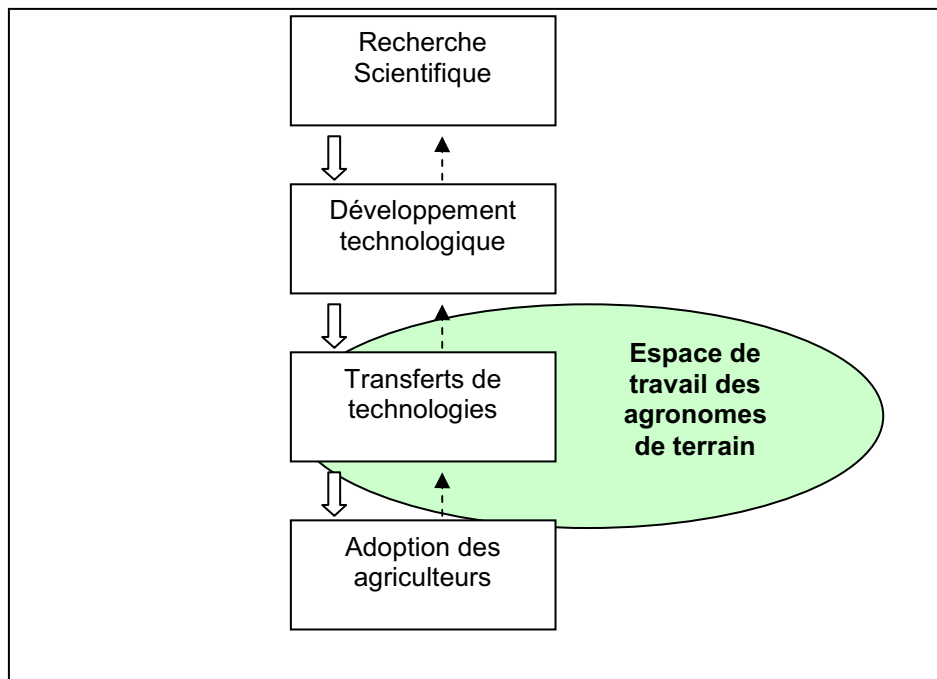 Recherche
Scientifique
Développement
technologique
Transferts de
technologies
Espace de
travail des
agronomes
de terrain
Adoption des
agriculteurs